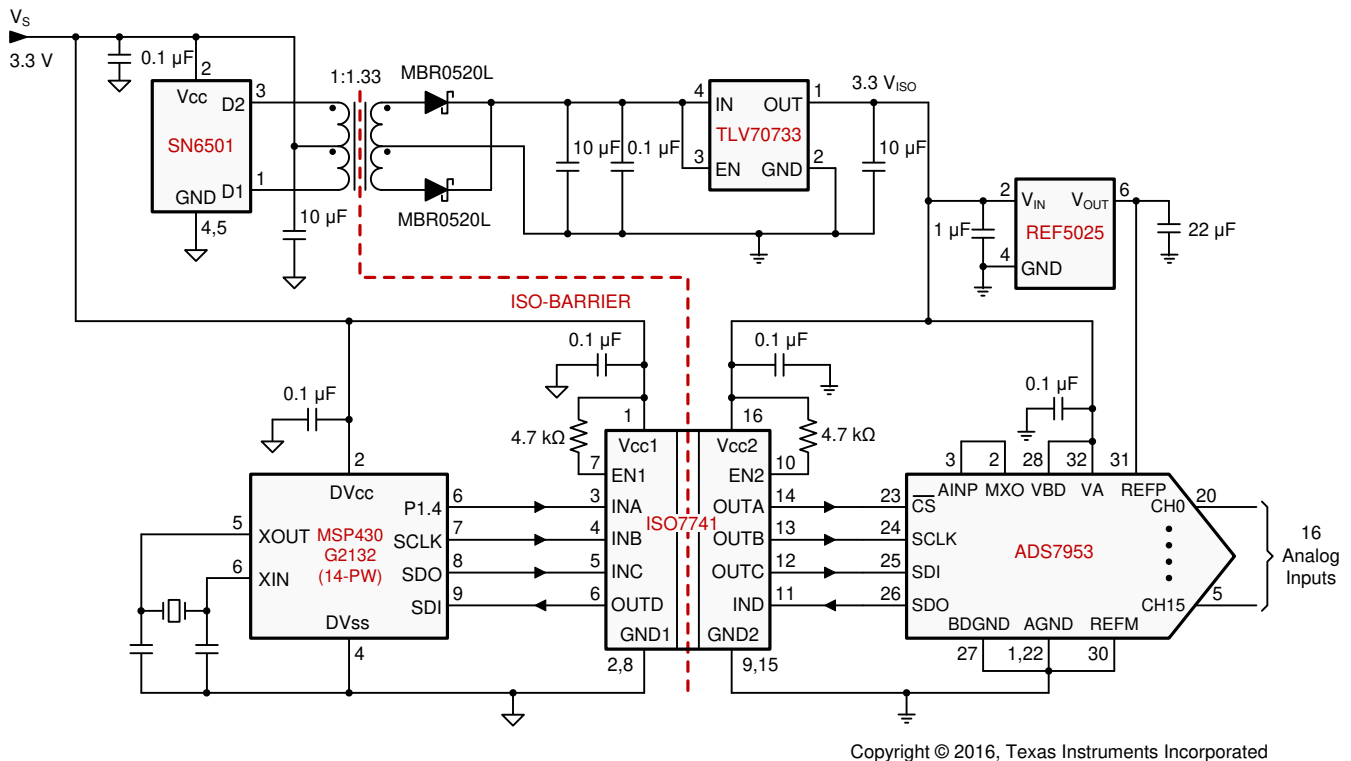 VS
3.3 V
0.1 µF
2
Vcc
D2
3
SN6501
D1
1
GND
4,5
10 µF
1:1.33
MBR0520L
MBR0520L
10 µF
0.1 µF
4
IN
OUT
1
TLV70733
3
EN
GND
2
3.3 VISO
10 µF
2
VIN
VOUT
6
REF5025
1 µF
4
GND
22 µF
ISO-BARRIER
0.1 µF
0.1 µF
0.1 µF
0.1 µF
4.7 kΩ
1
16
4.7 kΩ
2
DVcc
5
XOUT
MSP430
G2132
(14-PW)
6
XIN
P1.4
6
SCLK
7
SDO
8
SDI
9
DVss
4
Vcc1
7
EN1
3
INA
4
INB
5
INC
6
OUTD
GND1
2,8
ISO7741
Vcc2
EN2
10
OUTA
14
OUTB
13
OUTC
12
IND
11
GND2
9,15
3
2
28
32
31
AINP
MXO
VBD
VA
REFP
23
CS
24
SCLK
25
SDI
26
SDO
ADS7953
CH0
20
CH15
5
BDGND
AGND
REFM
27
1,22
30
16
Analog
Inputs
Copyright © 2016, Texas Instruments Incorporated